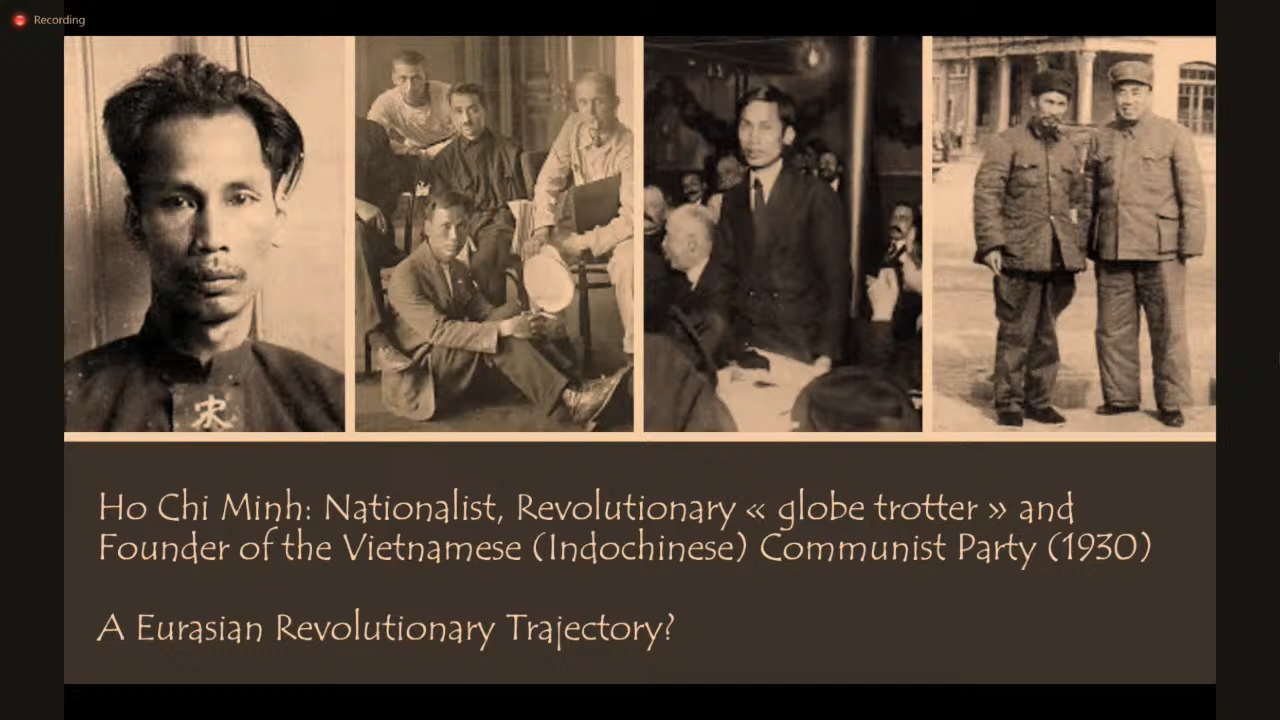 Recording
宋
Ho Chi Minh: Nationalist, Revolutionary « globe trotter » and
Founder of the Vietnamese (Indochinese) Communist Party (1930)
A Eurasian Revolutionary Trajectory?